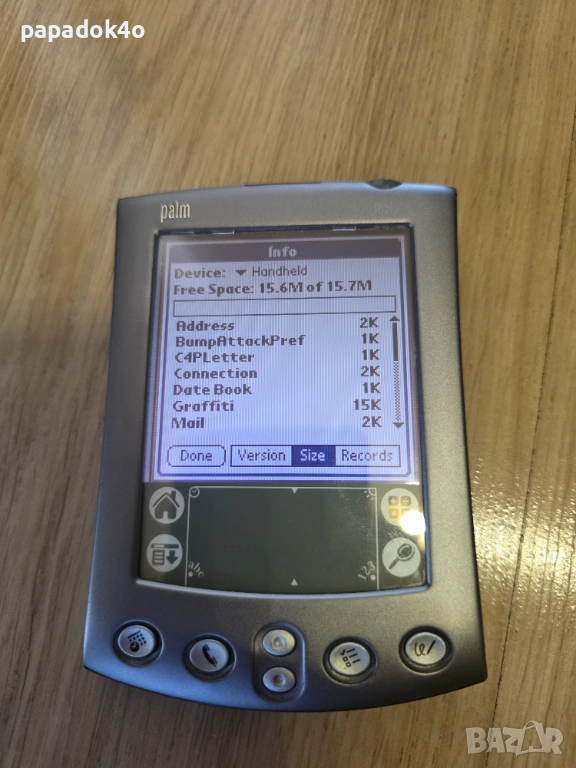 papadok4o
palm
Info
Device: Handheld
Free Space: 15.6M of 15.7M
Address 2K
BumpAttackPref 1K
C4PLetter 1K
Connection 2K
Date Book 1K
Graffiti 15K
Mail 2K
Done Version Size Records
abc 123
BAZAR